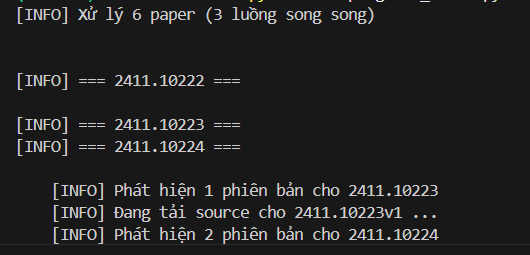 [INFO] Xử lý 6 paper (3 luồng song song)
[INFO] === 2411.10222 ===
[INFO] === 2411.10223 ===
[INFO] === 2411.10224 ===
[INFO] Phát hiện 1 phiên bản cho 2411.10223
[INFO] Đang tải source cho 2411.10223v1 ...
[INFO] Phát hiện 2 phiên bản cho 2411.10224